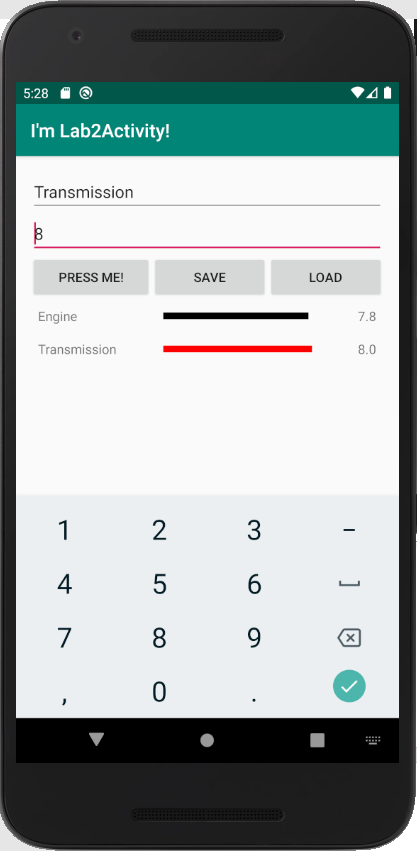 5:28
I'm Lab2Activity!
Transmission
8
PRESS ME! SAVE LOAD
Engine 7.8
Transmission 8.0
1 2 3 –
4 5 6
7 8 9
, 0 .